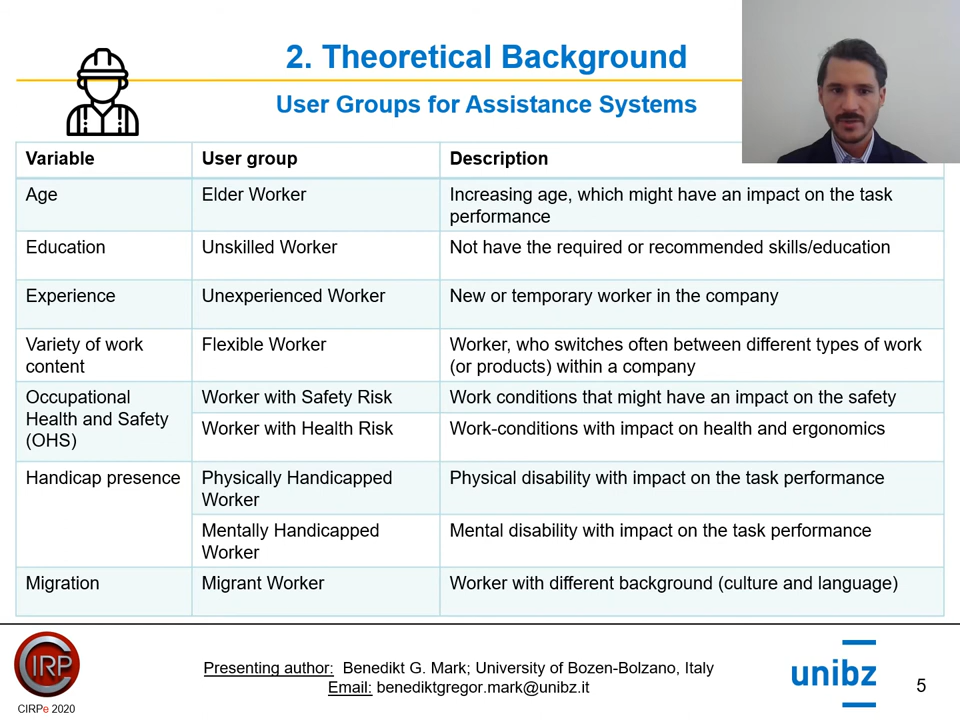 2. Theoretical Background
User Groups for Assistance Systems
Variable User group Description
Age Elder Worker Increasing age, which might have an impact on the task
performance
Education Unskilled Worker Not have the required or recommended skills/education
Experience Unexperienced Worker New or temporary worker in the company
Variety of work Flexible Worker Worker, who switches often between different types of work
content (or products) within a company
Occupational Worker with Safety Risk Work conditions that might have an impact on the safety
Health and Safety
(OHS)
Worker with Health Risk Work-conditions with impact on health and ergonomics
Handicap presence Physically Handicapped Physical disability with impact on the task performance
Worker
Mentally Handicapped Mental disability with impact on the task performance
Worker
Migration Migrant Worker Worker with different background (culture and language)
CIRP
CIRPe 2020
Presenting author: Benedikt G. Mark; University of Bozen-Bolzano, Italy
Email: benediktgregor.mark@unibz.it
unibz
5